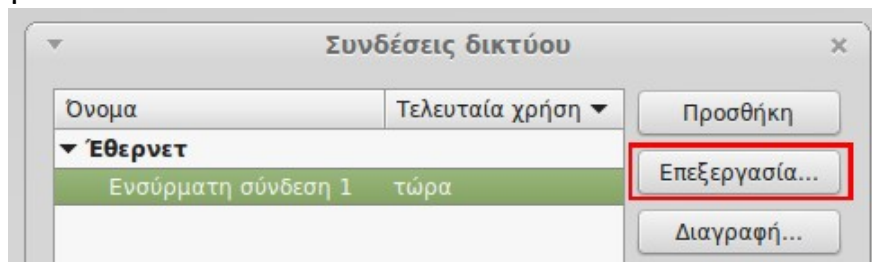 Συνδέσεις δικτύου
Όνομα Τελευταία χρήση
Προσθήκη
Έθερνετ
Επεξεργασία...
Ενσύρματη σύνδεση 1 τώρα
Διαγραφή...